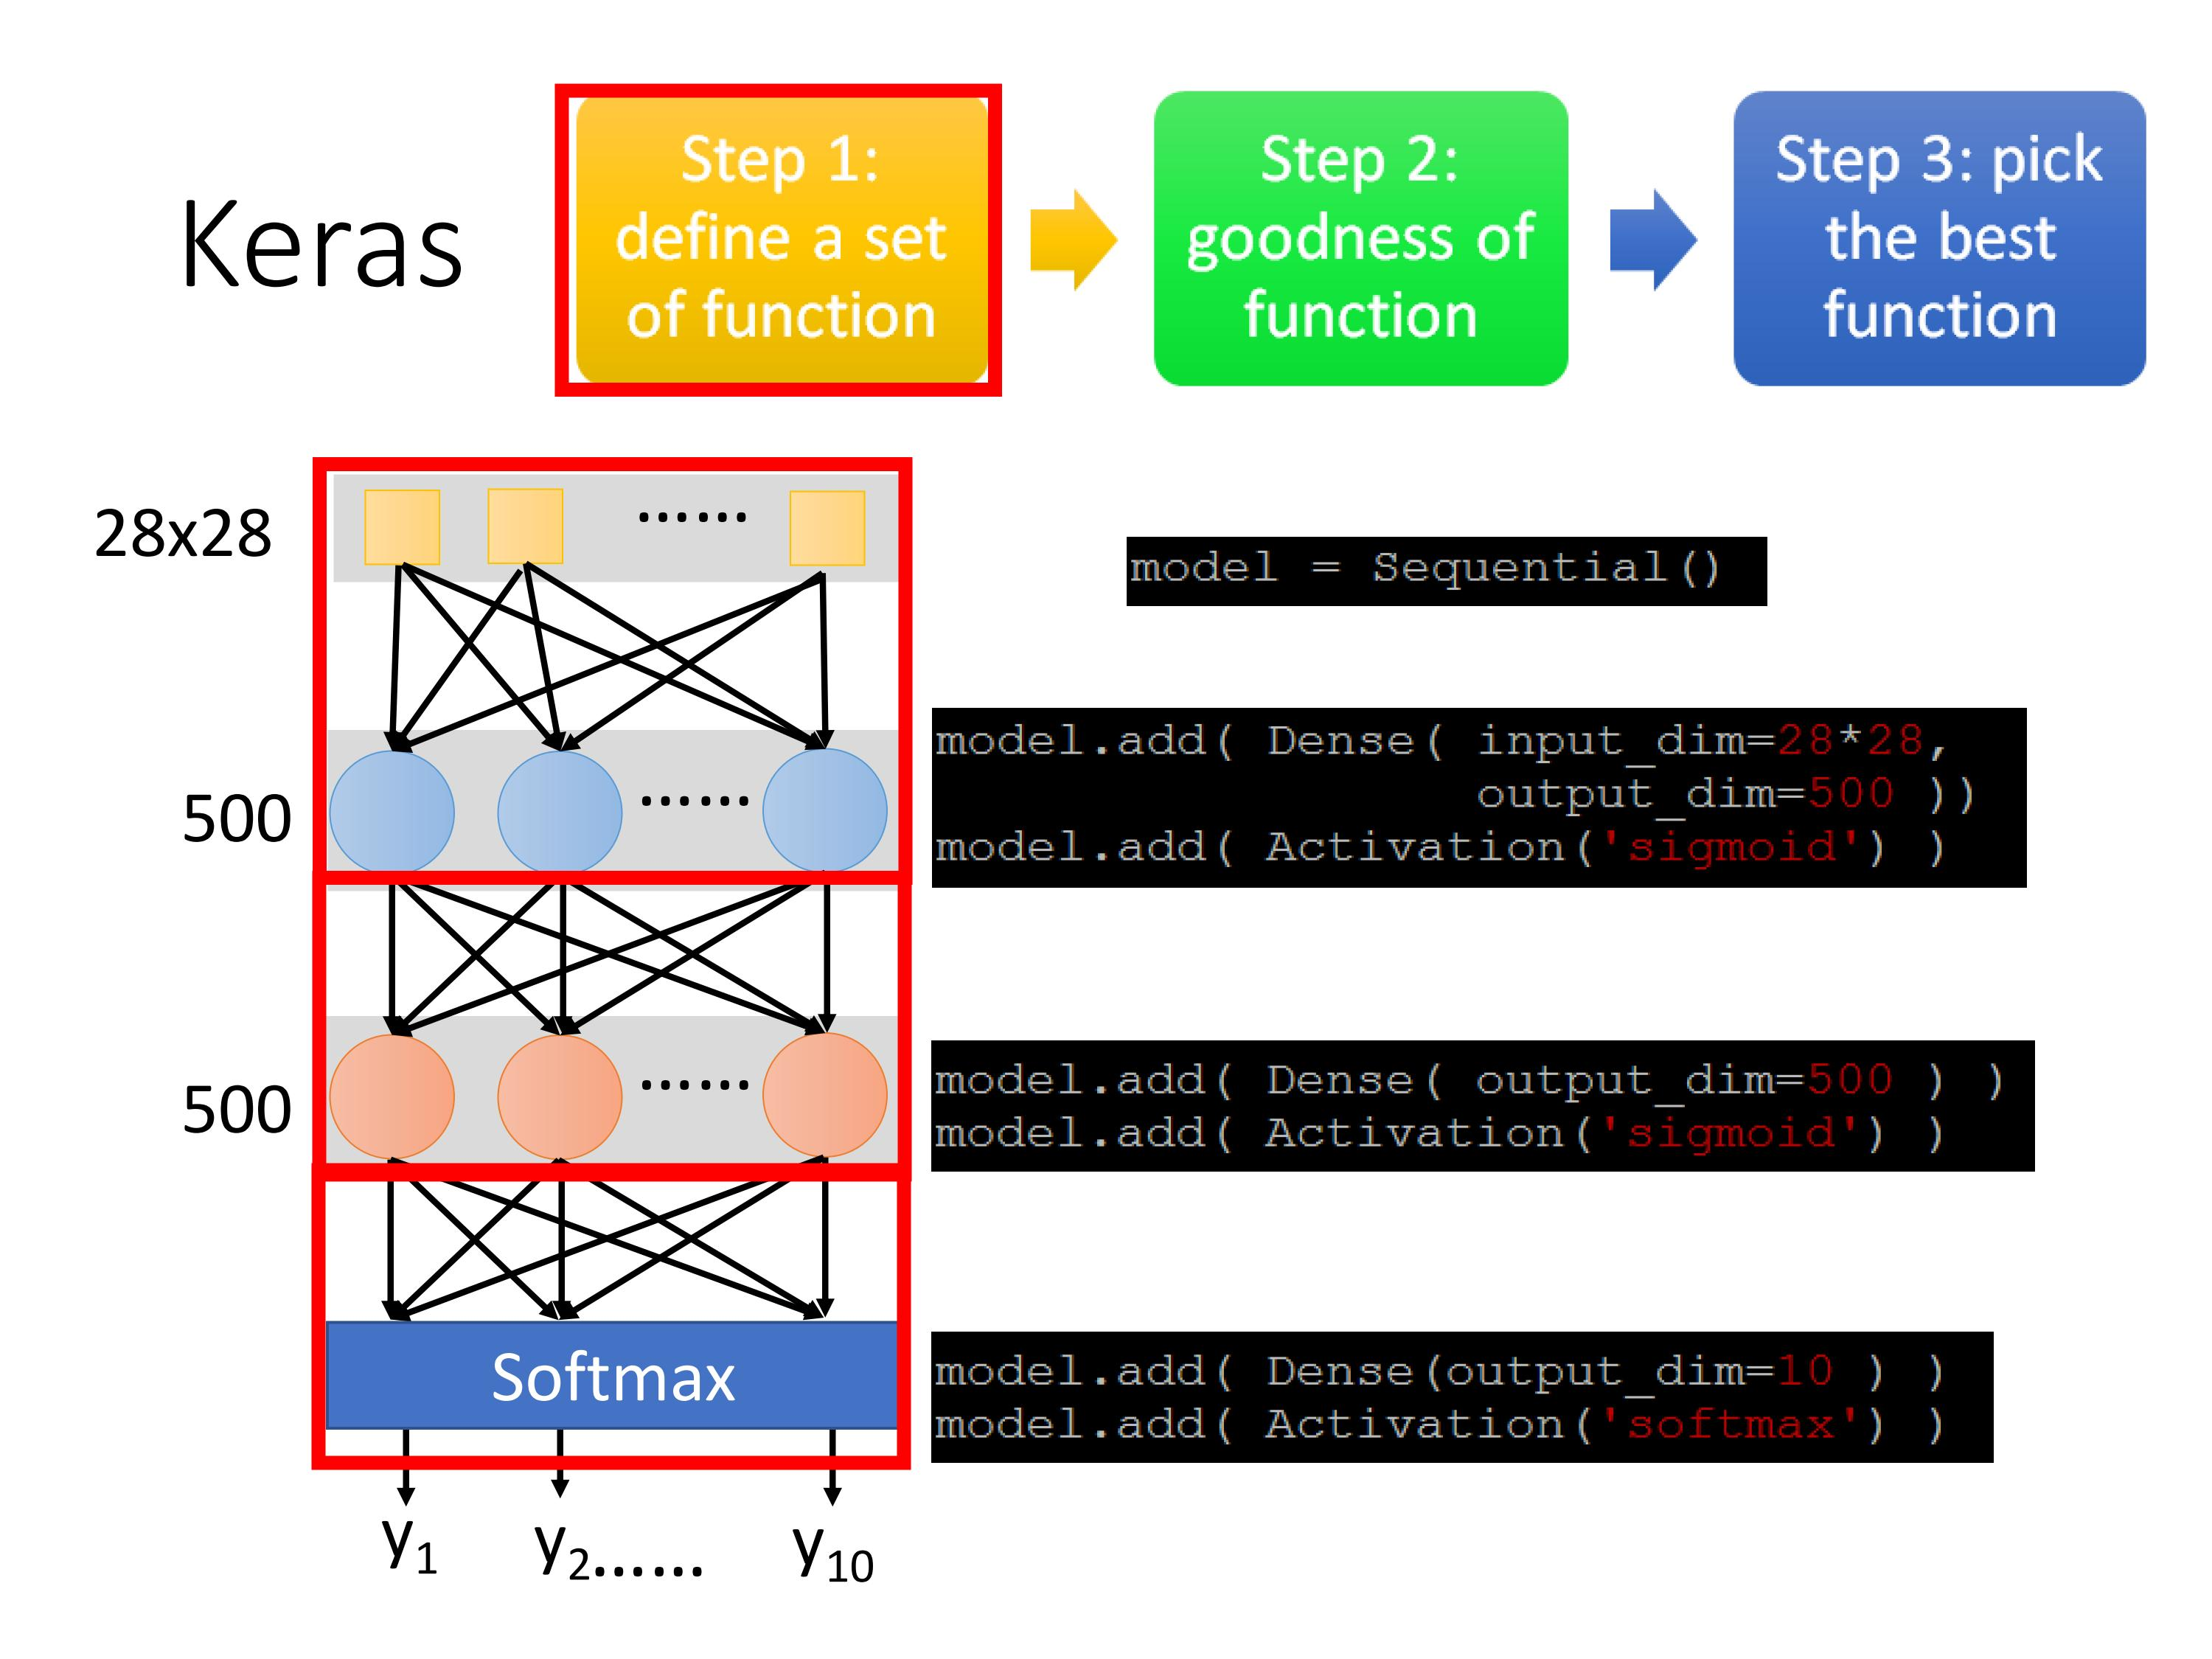 Keras
Step 1:
define a set
of function
Step 2:
goodness of
function
Step 3: pick
the best
function
28x28
……
model = Sequential()
500
……
model.add( Dense( input_dim=28*28,
output_dim=500 ))
model.add( Activation('sigmoid') )
500
……
model.add( Dense( output_dim=500 ) )
model.add( Activation('sigmoid') )
Softmax
model.add( Dense(output_dim=10 ) )
model.add( Activation('softmax') )
y1 y2…… y10